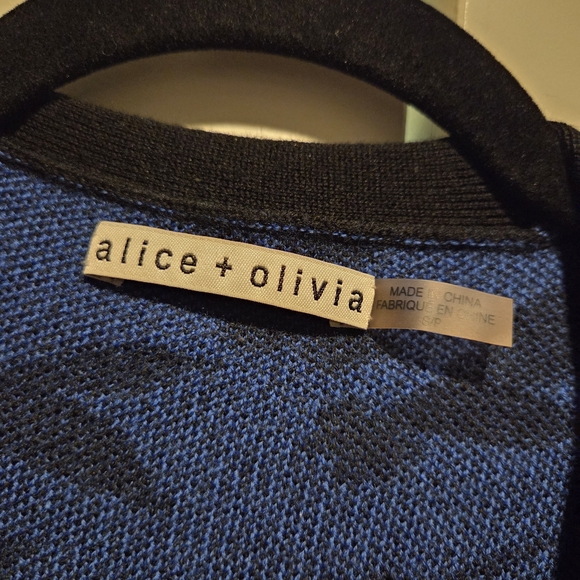 alice + olivia
MADE IN CHINA
FABRIQUE EN CHINE
S/P